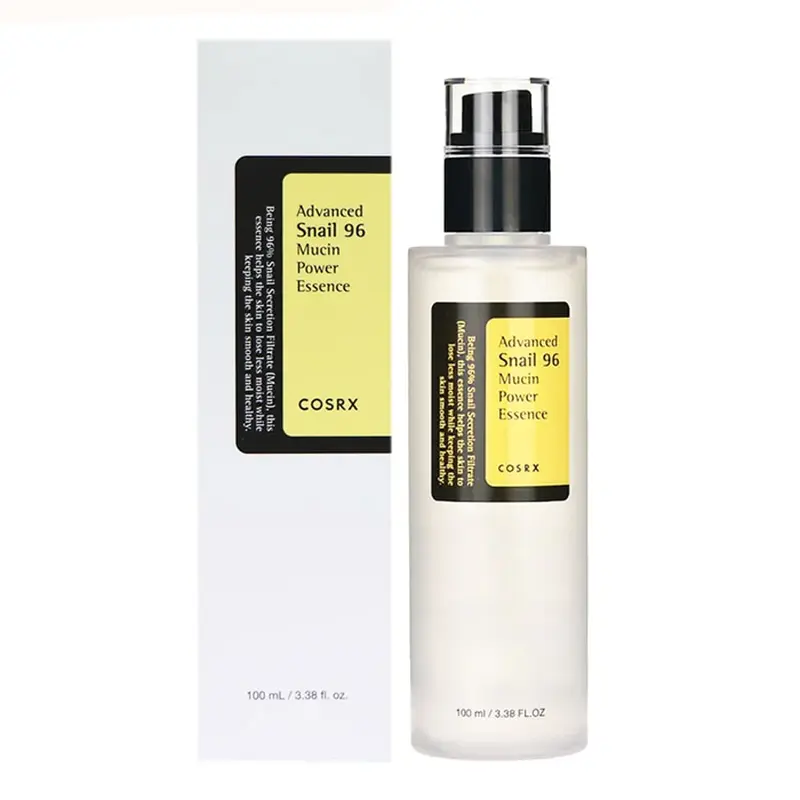 Advanced
Snail 96
Mucin
Power
Essence
COSRX
Being 96% Snail Secretion Filtrate (Mucin), this
essence helps the skin to lose less moist while
keeping the skin smooth and healthy.
100 mL / 3.38 fl. oz.
Advanced
Snail 96
Mucin
Power
Essence
COSRX
Being 96% Snail Secretion Filtrate
(Mucin), this essence helps the skin to
lose less moist while keeping the
skin smooth and healthy.
100 ml / 3.38 FL.OZ